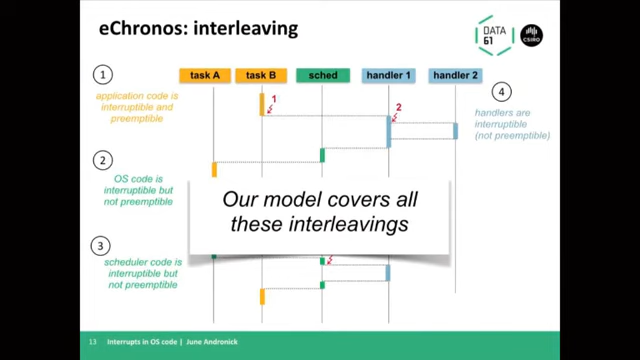 eChronos: interleaving
DATA
61
CSIRO
task A
task B
sched
handler 1
handler 2
1
application code is
interruptible and
preemptible
1
2
4
handlers are
interruptible
(not preemptible)
2
OS code is
interruptible but
not preemptible
Our model covers all
these interleavings
3
scheduler code is
interruptible but
not preemptible
13 Interrupts in OS code | June Andronick